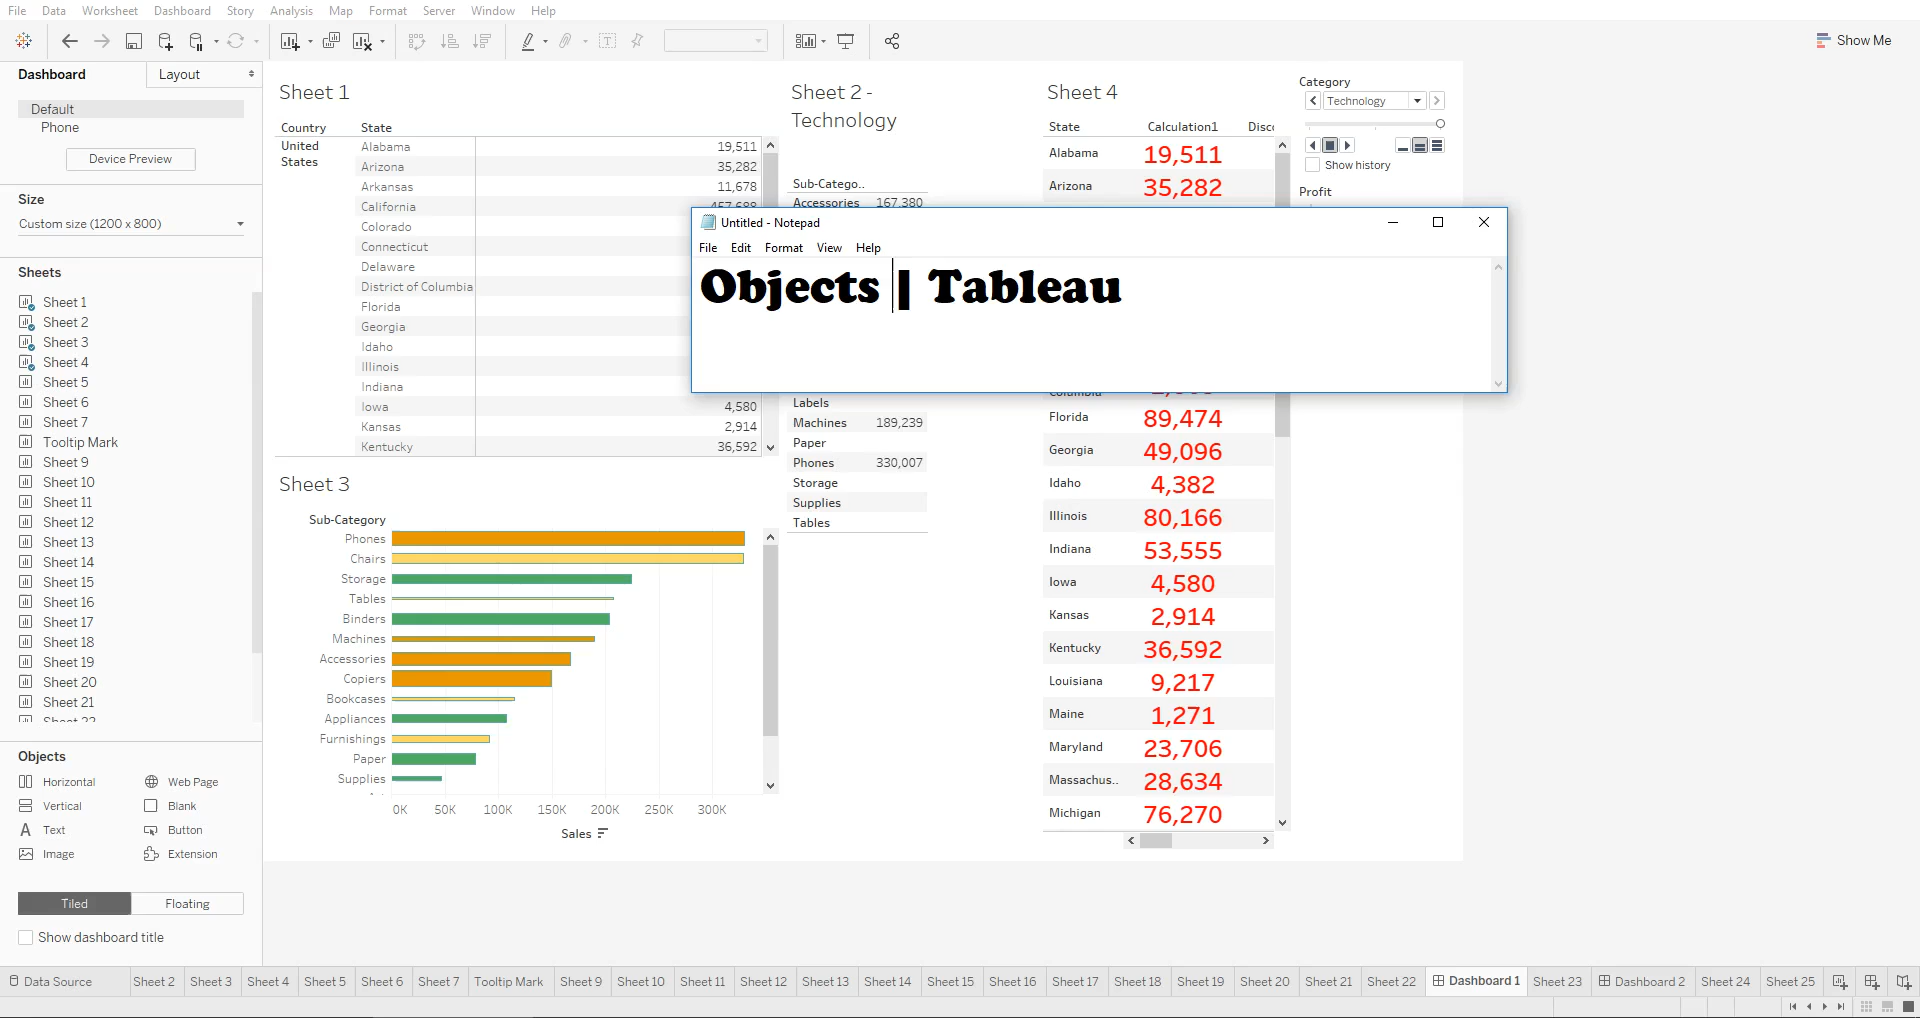 File Data Worksheet Dashboard Story Analysis Map Format Server Window Help
Show Me
Dashboard Layout
Default
Phone
Device Preview
Size
Custom size (1200 x 800)
Sheets
Sheet 1
Sheet 2
Sheet 3
Sheet 4
Sheet 5
Sheet 6
Sheet 7
Tooltip Mark
Sheet 9
Sheet 10
Sheet 11
Sheet 12
Sheet 13
Sheet 14
Sheet 15
Sheet 16
Sheet 17
Sheet 18
Sheet 19
Sheet 20
Sheet 21
Objects
Horizontal Web Page
Vertical Blank
Text Button
Image Extension
Tiled Floating
Show dashboard title
Sheet 1
Country State
United States
Alabama 19,511
Arizona 35,282
Arkansas 11,678
California 457,688
Colorado
Connecticut
Delaware
District of Columbia
Florida
Georgia
Idaho
Illinois
Indiana
Iowa 4,580
Kansas 2,914
Kentucky 36,592
Sheet 3
Sub-Category
Phones
Chairs
Storage
Tables
Binders
Machines
Accessories
Copiers
Bookcases
Appliances
Furnishings
Paper
Supplies
0K 50K 100K 150K 200K 250K 300K
Sales
Sheet 2 -
Technology
Sub-Catego..
Accessories 167,380
Labels
Machines 189,239
Paper
Phones 330,007
Storage
Supplies
Tables
Untitled - Notepad
File Edit Format View Help
Objects | Tableau
Sheet 4
State Calculation1 Disco
Alabama 19,511
Arizona 35,282
Columbia
Florida 89,474
Georgia 49,096
Idaho 4,382
Illinois 80,166
Indiana 53,555
Iowa 4,580
Kansas 2,914
Kentucky 36,592
Louisiana 9,217
Maine 1,271
Maryland 23,706
Massachus.. 28,634
Michigan 76,270
Category
Technology
Show history
Profit
Data Source Sheet 2 Sheet 3 Sheet 4 Sheet 5 Sheet 6 Sheet 7 Tooltip Mark Sheet 9 Sheet 10 Sheet 11 Sheet 12 Sheet 13 Sheet 14 Sheet 15 Sheet 16 Sheet 17 Sheet 18 Sheet 19 Sheet 20 Sheet 21 Sheet 22 Dashboard 1 Sheet 23 Dashboard 2 Sheet 24 Sheet 25